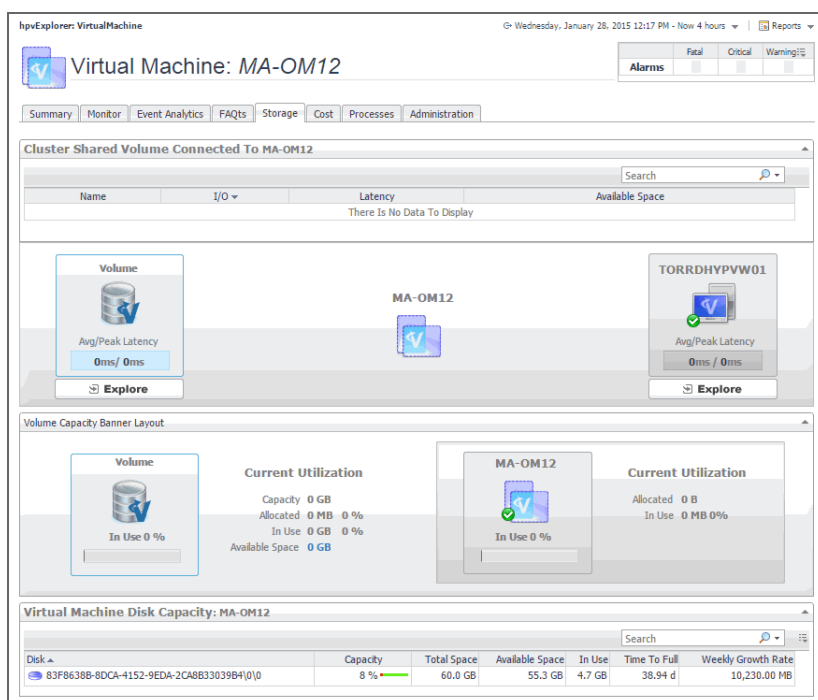 hpvExplorer: VirtualMachine
Wednesday, January 28, 2015 12:17 PM - Now 4 hours | Reports
Virtual Machine: MA-OM12
Fatal Critical Warning
Alarms
Summary Monitor Event Analytics FAQts Storage Cost Processes Administration
Cluster Shared Volume Connected To MA-OM12
Search
Name I/O Latency Available Space
There Is No Data To Display
Volume
TORRDHYPVW01
MA-OM12
Avg/Peak Latency
Avg/Peak Latency
0ms/ 0ms
0ms / 0ms
Explore
Explore
Volume Capacity Banner Layout
Volume
In Use 0 %
Current Utilization
Capacity 0 GB
Allocated 0 MB 0 %
In Use 0 GB 0 %
Available Space 0 GB
MA-OM12
In Use 0 %
Current Utilization
Allocated 0 B
In Use 0 MB 0%
Virtual Machine Disk Capacity: MA-OM12
Search
Disk Capacity Total Space Available Space In Use Time To Full Weekly Growth Rate
83F8638B-8DCA-4152-9EDA-2CA8B33039B4\0\0 8 % 60.0 GB 55.3 GB 4.7 GB 38.94 d 10,230.00 MB